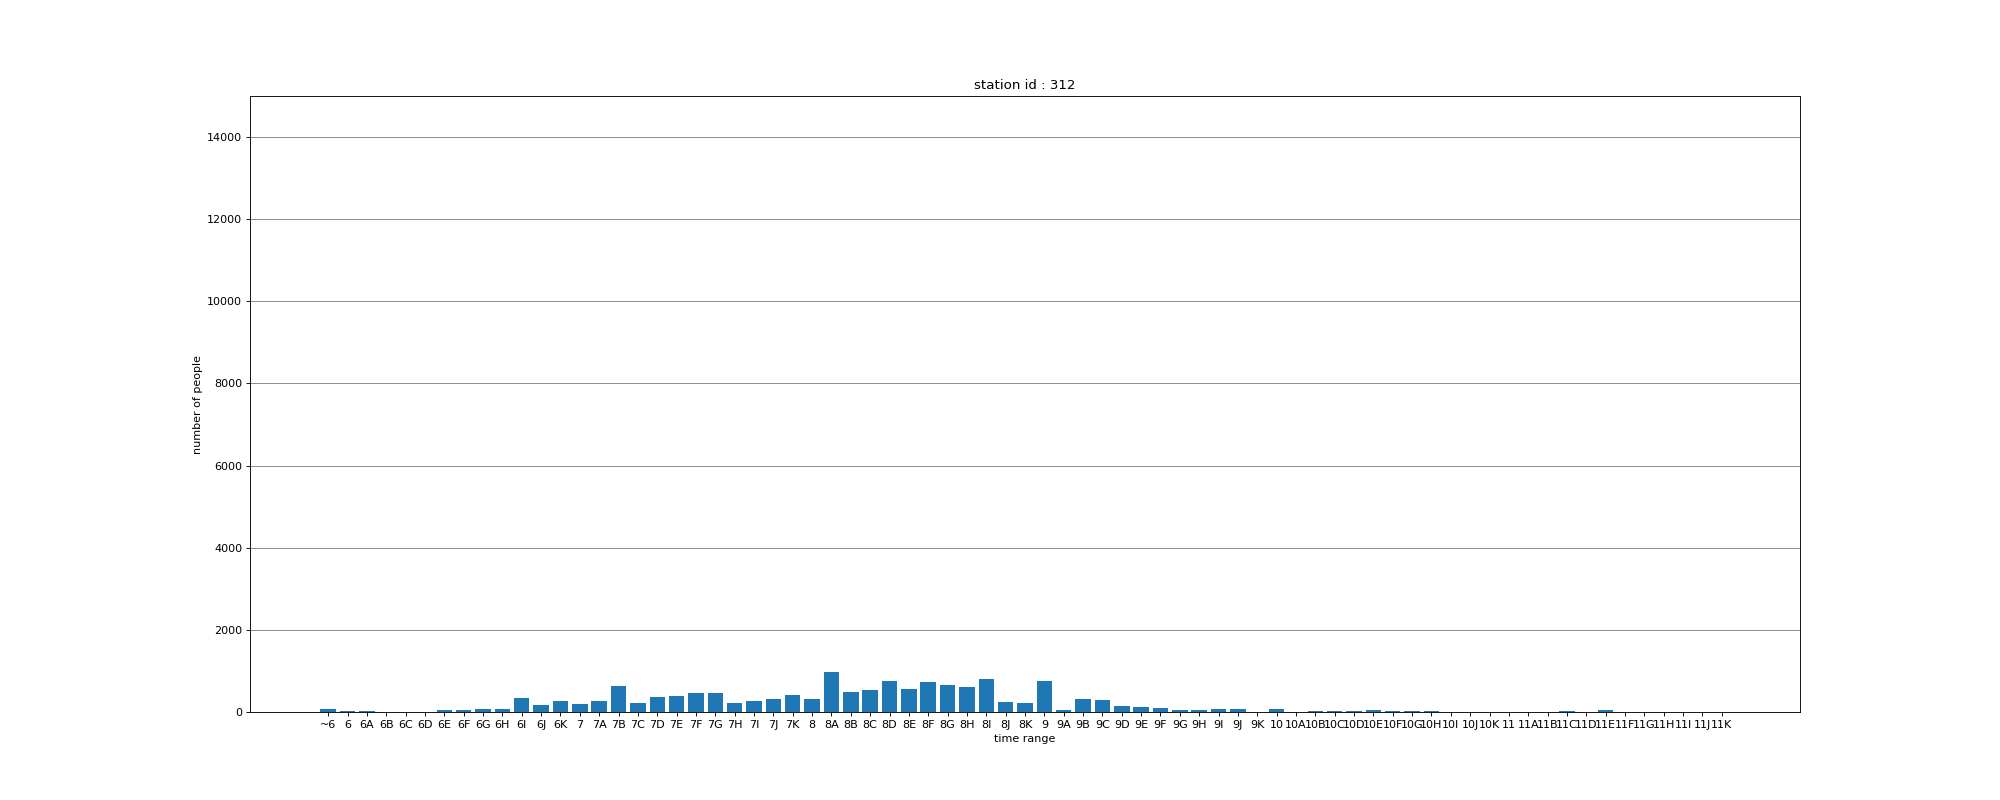 station id : 312
14000
12000
10000
8000
6000
4000
2000
0
number of people
~6 6 6A 6B 6C 6D 6E 6F 6G 6H 6I 6J 6K 7 7A 7B 7C 7D 7E 7F 7G 7H 7I 7J 7K 8 8A 8B 8C 8D 8E 8F 8G 8H 8I 8J 8K 9 9A 9B 9C 9D 9E 9F 9G 9H 9I 9J 9K 10 10A 10B 10C 10D 10E 10F 10G 10H 10I 10J 10K 11 11A 11B 11C 11D 11E 11F 11G 11H 11I 11J 11K
time range